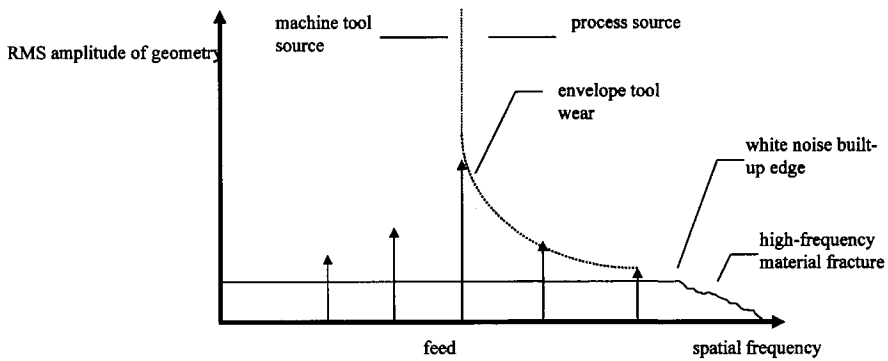 machine tool
source
process source
RMS amplitude of geometry
envelope tool
wear
white noise built-
up edge
high-frequency
material fracture
feed
spatial frequency